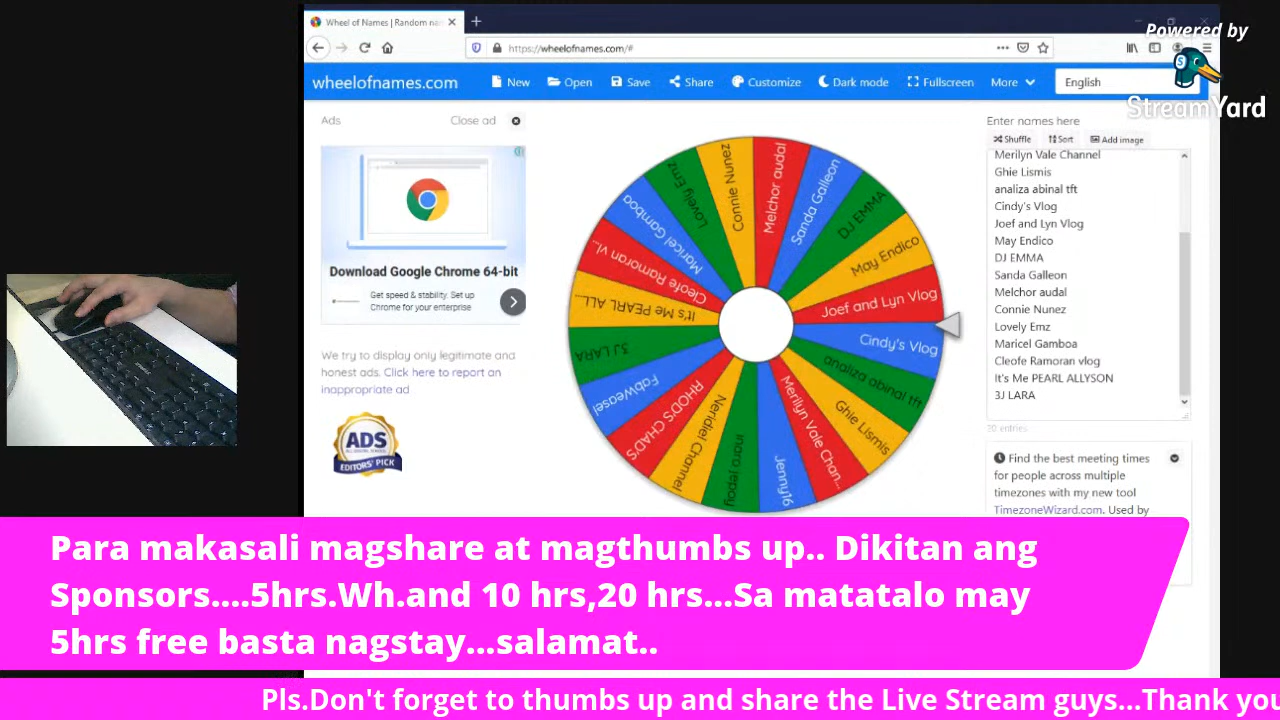 Wheel of Names | Random na
https://wheelofnames.com/#
Powered by
StreamYard
wheelofnames.com
New
Open
Save
Share
Customize
Dark mode
Fullscreen
More
English
Ads
Close ad
Download Google Chrome 64-bit
Get speed & stability. Set up
Chrome for your enterprise
We try to display only legitimate and
honest ads. Click here to report an
inappropriate ad
ADS
EDITORS' PICK
Connie Nunez
Melchor audal
Sanda Galleon
DJ EMMA
May Endico
Joef and Lyn Vlog
Cindy's Vlog
analiza abinal tft
Ghie Lismis
Merilyn Vale Chan...
Jenny16
Neridiel Channel
RHOD'S CHADS
FabWeasel
3J LARA
It's Me PEARL ALL...
Cleofe Ramoran vl...
Maricel Gamboa
Lovely Emz
Enter names here
Shuffle
Sort
Add image
Merilyn Vale Channel
Ghie Lismis
analiza abinal tft
Cindy's Vlog
Joef and Lyn Vlog
May Endico
DJ EMMA
Sanda Galleon
Melchor audal
Connie Nunez
Lovely Emz
Maricel Gamboa
Cleofe Ramoran vlog
It's Me PEARL ALLYSON
3J LARA
20 entries
Find the best meeting times
for people across multiple
timezones with my new tool
TimezoneWizard.com. Used by
Para makasali magshare at magthumbs up.. Dikitan ang
Sponsors....5hrs.Wh.and 10 hrs,20 hrs...Sa matatalo may
5hrs free basta nagstay...salamat..
Pls.Don't forget to thumbs up and share the Live Stream guys...Thank you